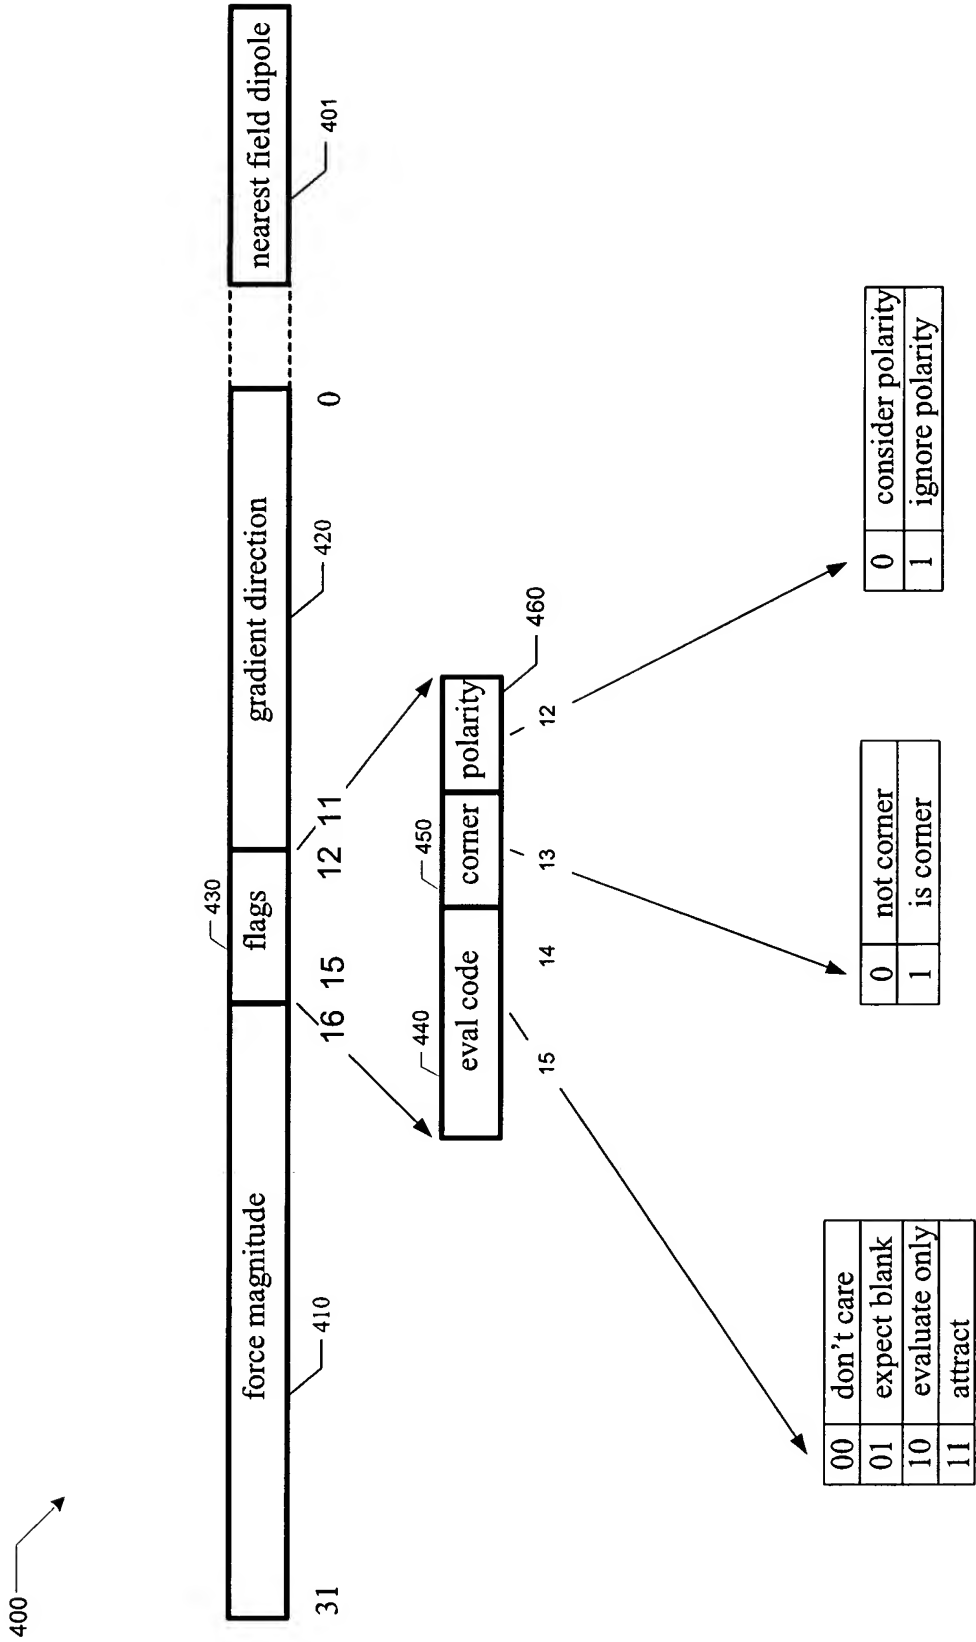 400
force magnitude
flags
gradient direction
nearest field dipole
430
31
410
16 15
12 11
420
0
401
440
450
eval code
corner
polarity
460
15
14
13
12
00 don't care
01 expect blank
10 evaluate only
11 attract
0 not corner
1 is corner
0 consider polarity
1 ignore polarity